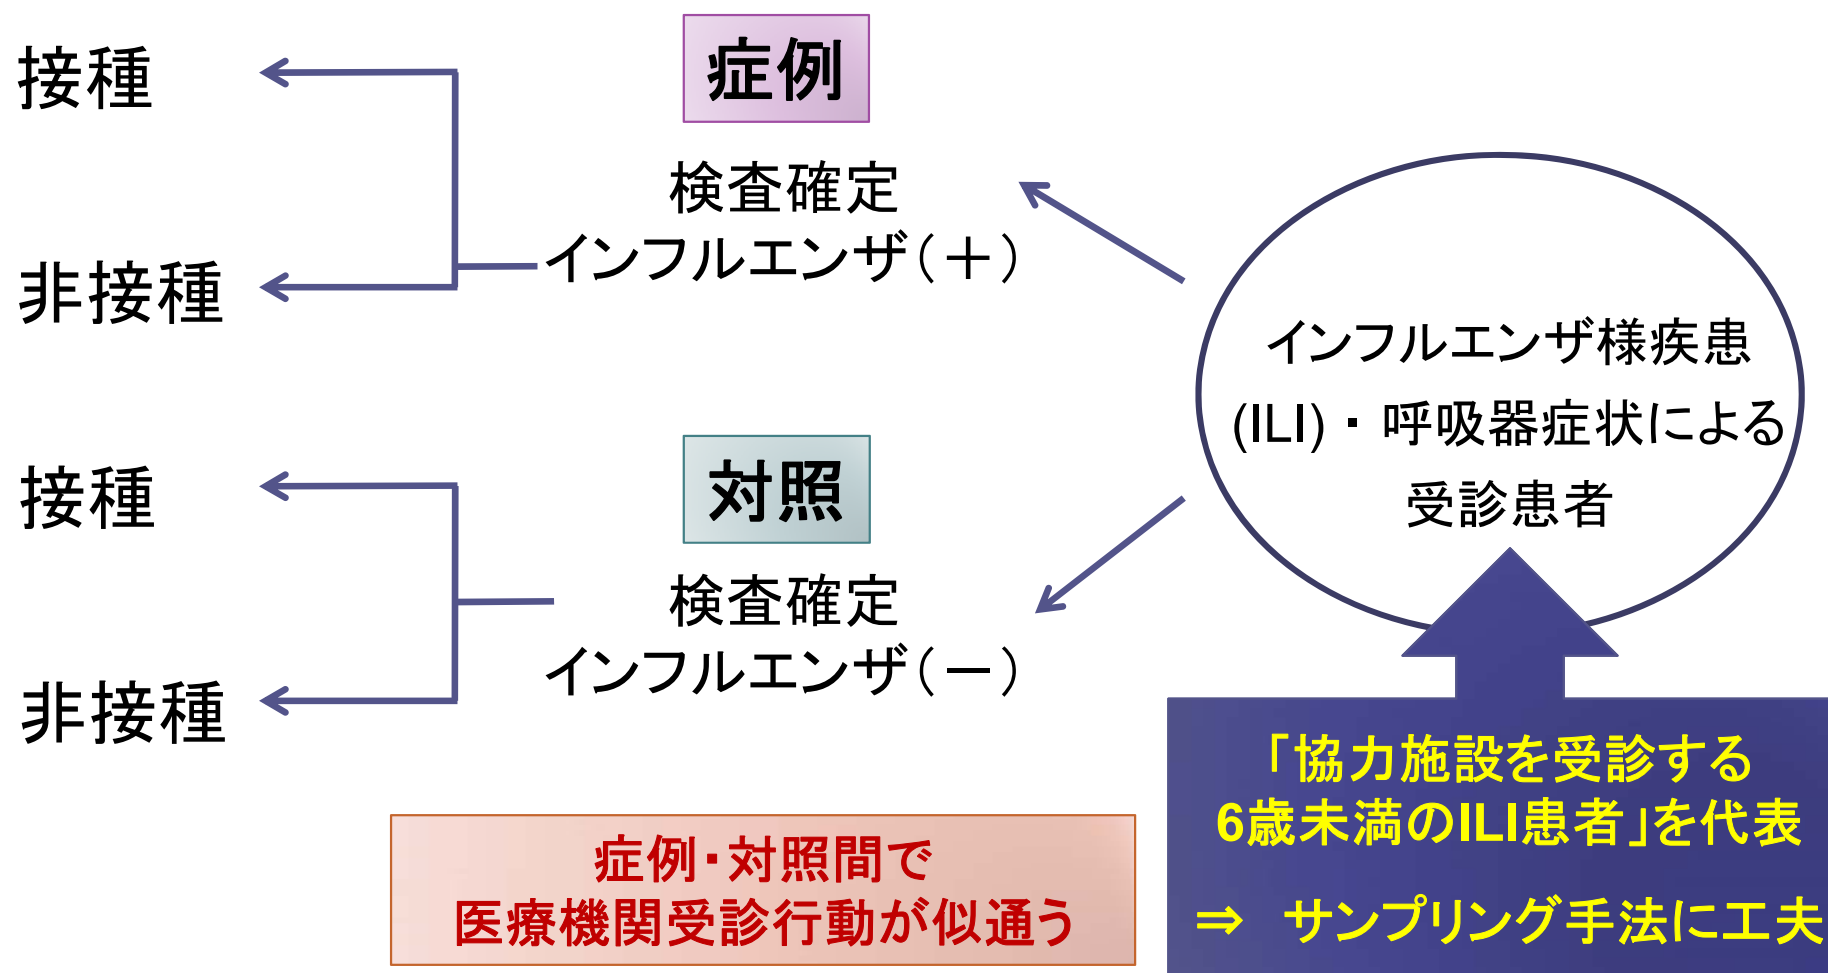 接種
非接種
症例
検査確定
インフルエンザ（＋）
接種
非接種
対照
検査確定
インフルエンザ（－）
インフルエンザ様疾患
(ILI)・呼吸器症状による
受診患者
症例・対照間で
医療機関受診行動が似通う
「協力施設を受診する
6歳未満のILI患者」を代表
⇒　サンプリング手法に工夫